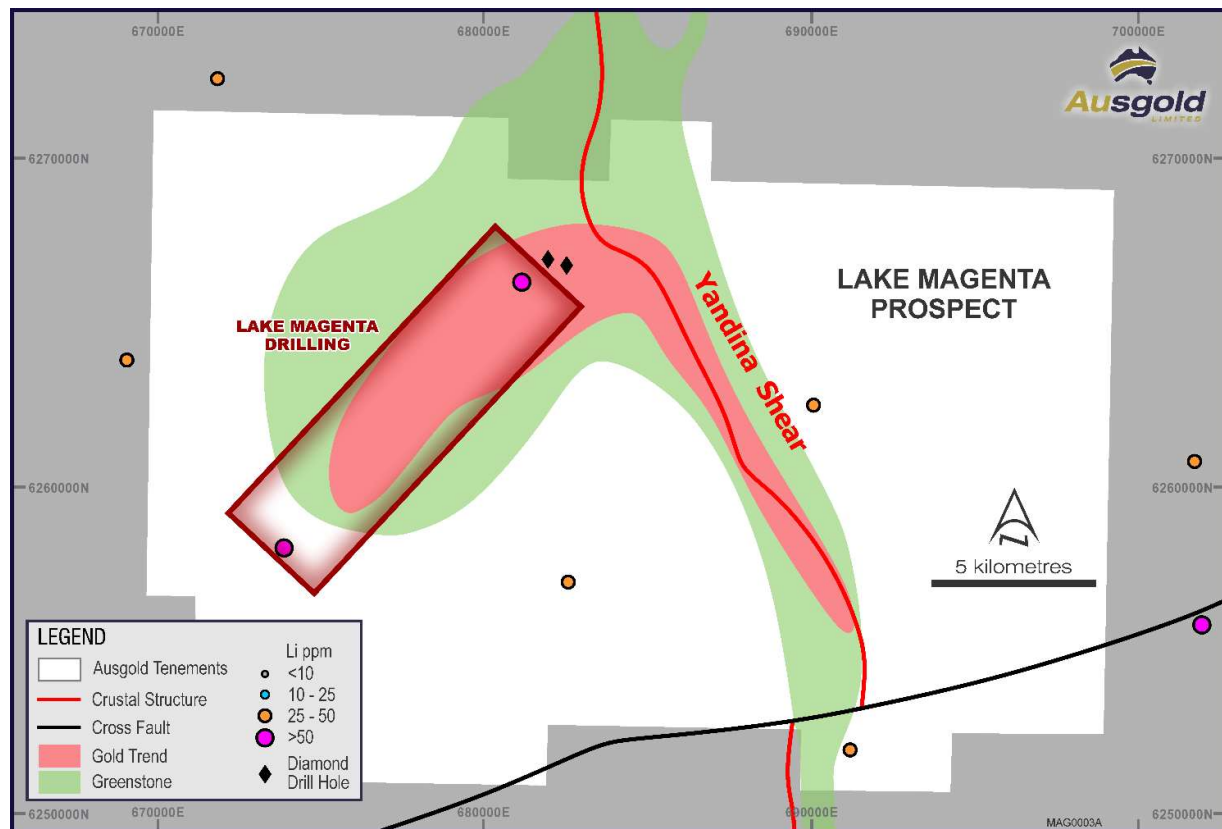 670000E
680000E
690000E
700000E
Ausgold
LIMITED
6270000N
6270000N
LAKE MAGENTA
PROSPECT
LAKE MAGENTA
DRILLING
Yandina Shear
6260000N
6260000N
N
5 kilometres
LEGEND
Ausgold Tenements
Crustal Structure
Cross Fault
Gold Trend
Greenstone
Li ppm
<10
10 - 25
25 - 50
>50
Diamond
Drill Hole
6250000N
6250000N
670000E
680000E
690000E
MAG0003A